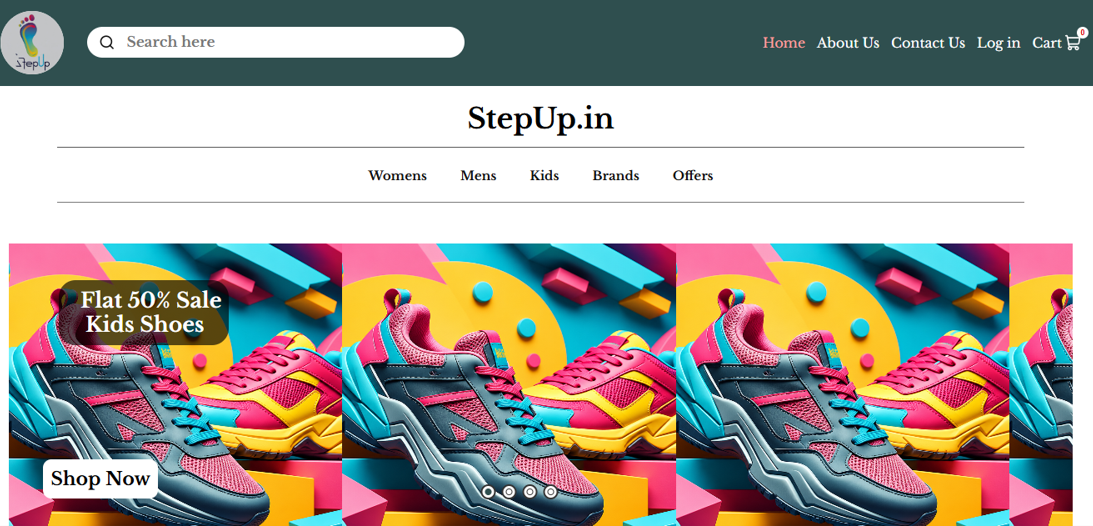 StepUp
Search here
Home About Us Contact Us Log in Cart 0
StepUp.in
Womens Mens Kids Brands Offers
Flat 50% Sale
Kids Shoes
Shop Now